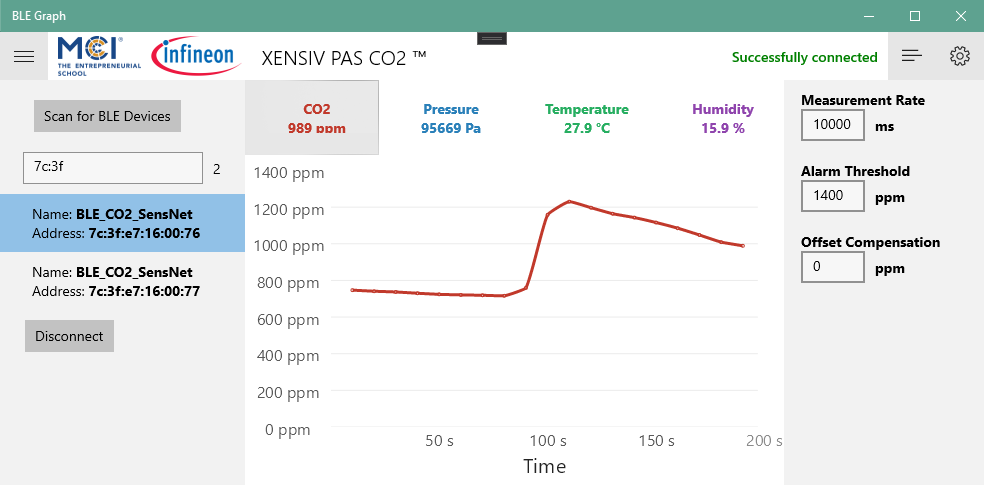 BLE Graph
MCI
THE ENTREPRENEURIAL
SCHOOL
infineon
XENSIV PAS CO2 ™
Successfully connected
Scan for BLE Devices
7c:3f
2
Name: BLE_CO2_SensNet
Address: 7c:3f:e7:16:00:76
Name: BLE_CO2_SensNet
Address: 7c:3f:e7:16:00:77
Disconnect
CO2
989 ppm
Pressure
95669 Pa
Temperature
27.9 °C
Humidity
15.9 %
1400 ppm
1200 ppm
1000 ppm
800 ppm
600 ppm
400 ppm
200 ppm
0 ppm
50 s
100 s
150 s
200 s
Time
Measurement Rate
10000 ms
Alarm Threshold
1400 ppm
Offset Compensation
0 ppm